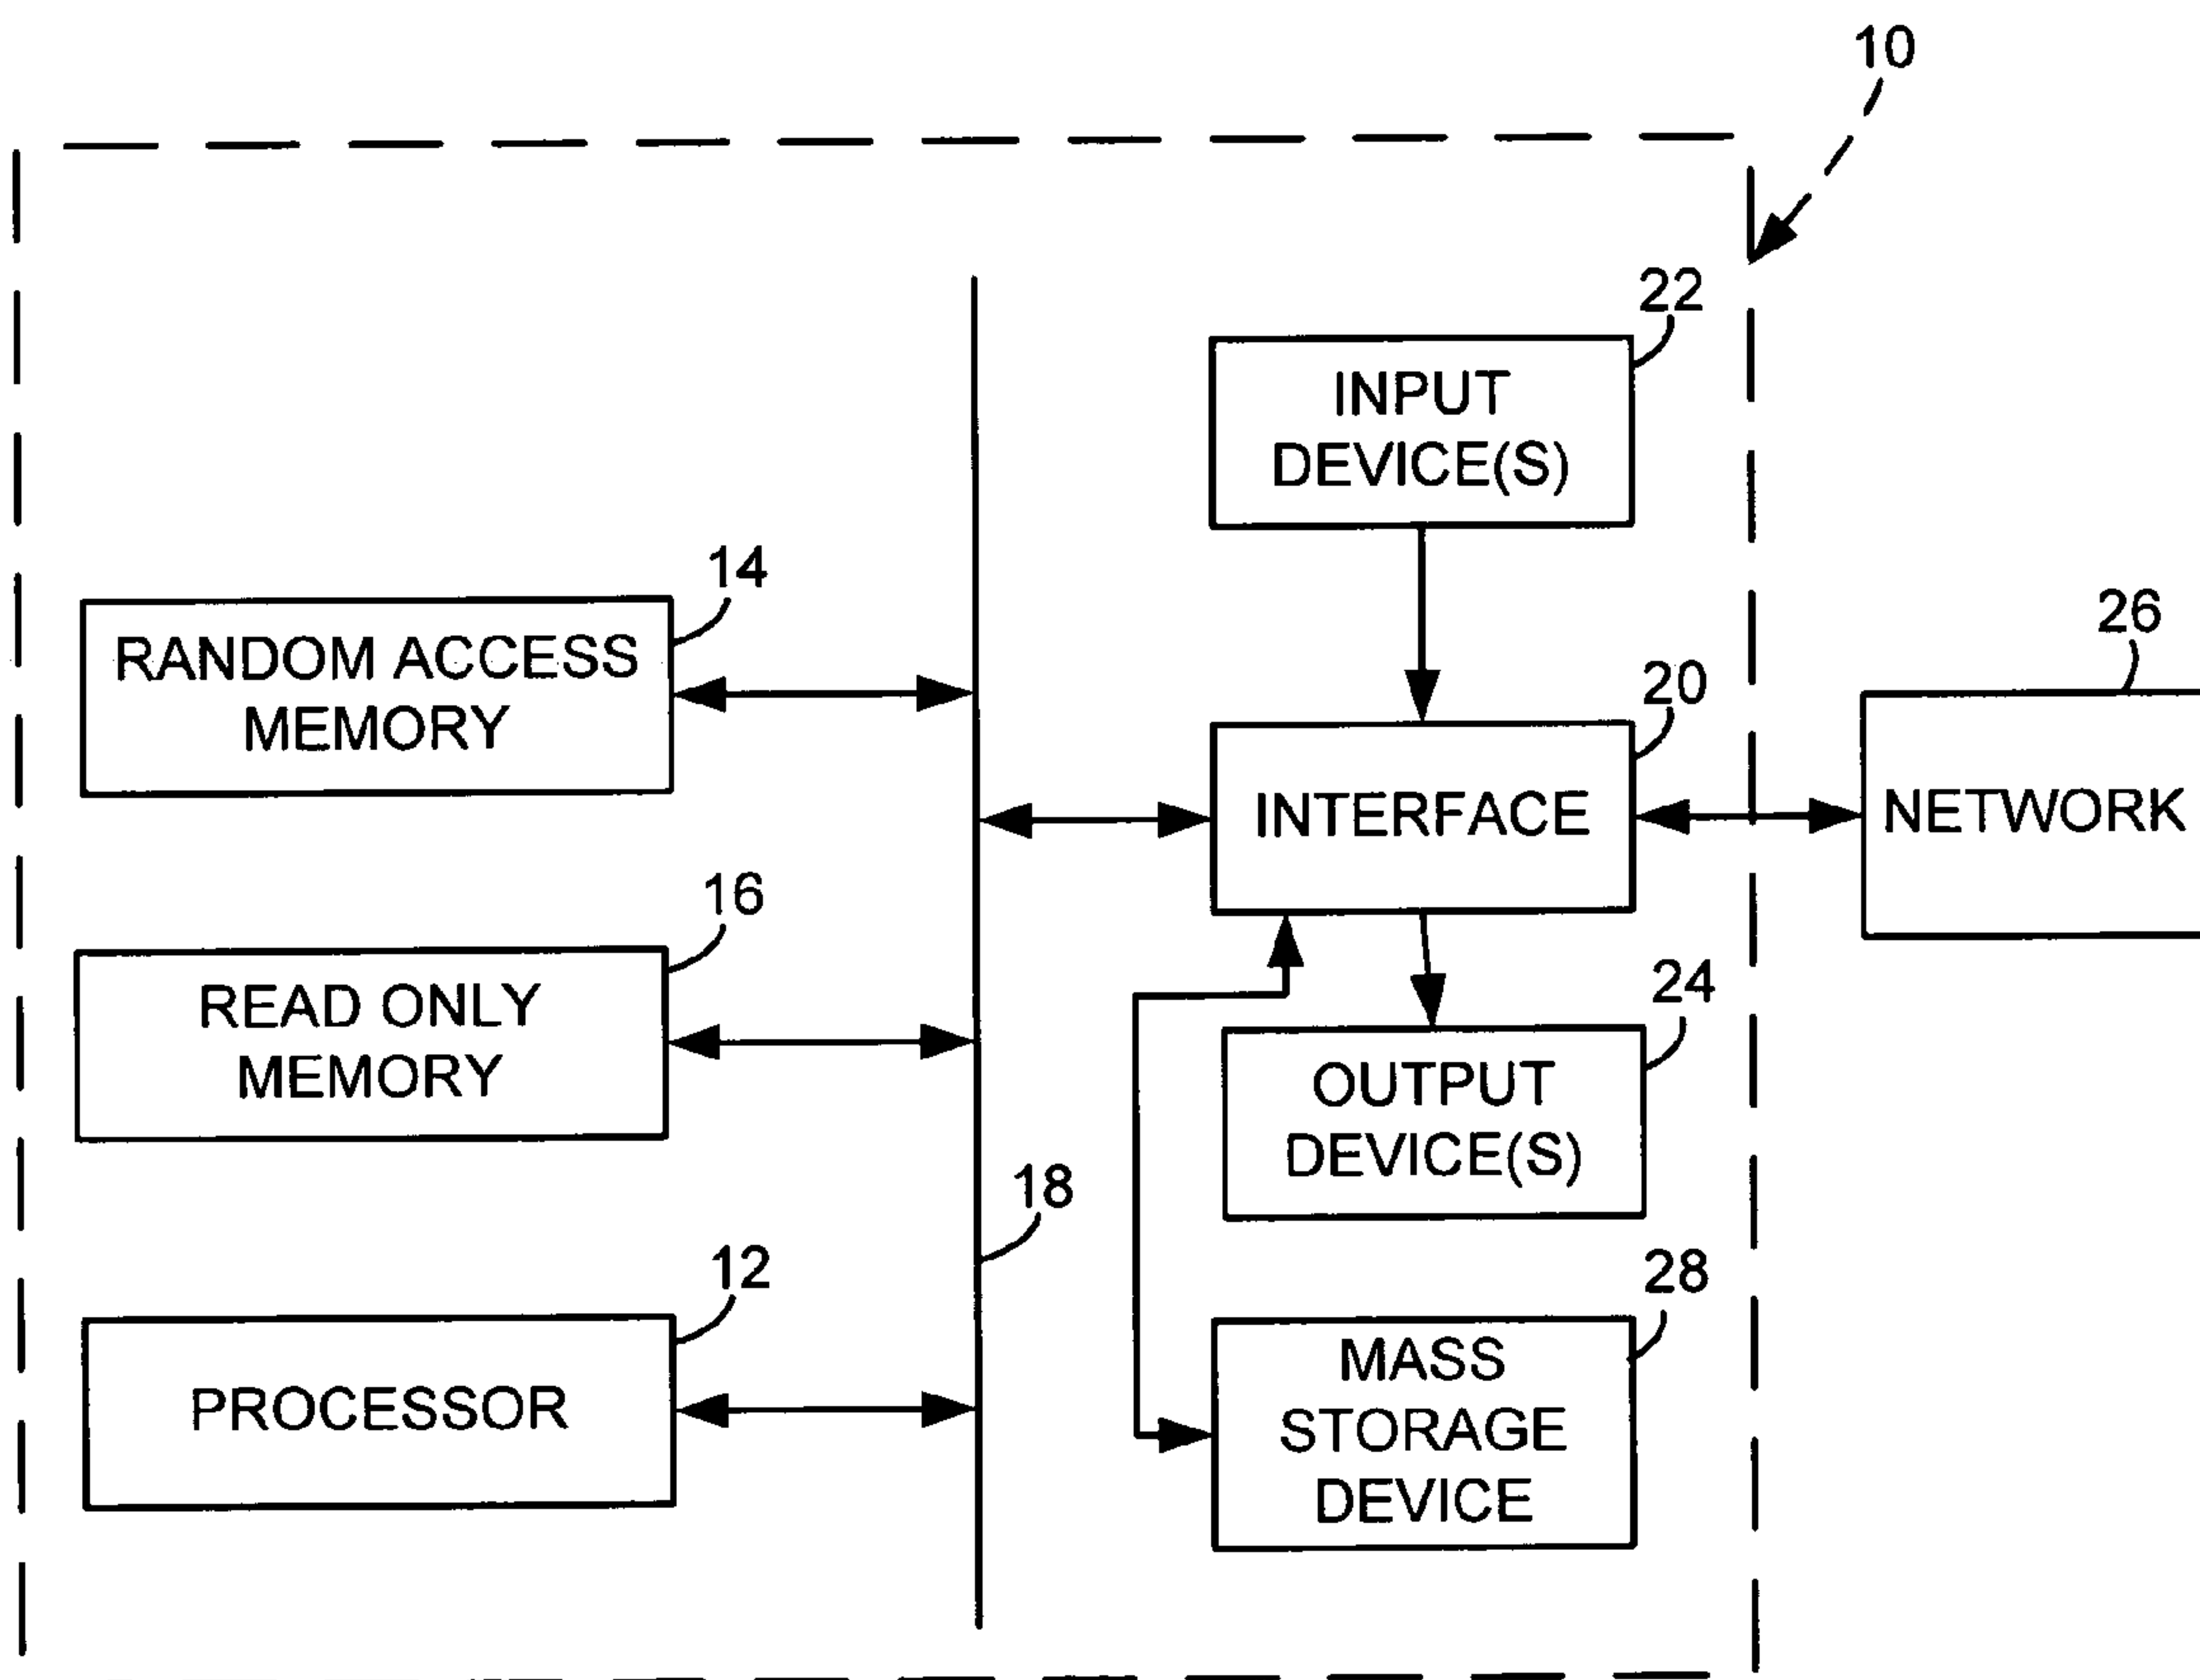 10
22
INPUT
DEVICE(S)
14
RANDOM ACCESS
MEMORY
26
20
INTERFACE
NETWORK
16
READ ONLY
MEMORY
24
OUTPUT
DEVICE(S)
18
12
PROCESSOR
28
MASS
STORAGE
DEVICE